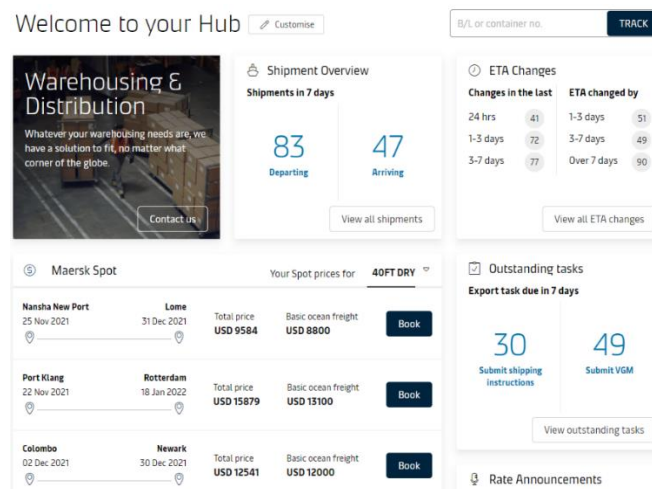 Welcome to your Hub
Customise
B/L or container no.
TRACK
Warehousing &
Distribution
Whatever your warehousing needs are, we
have a solution to fit, no matter what
corner of the globe.
Contact us
Shipment Overview
Shipments in 7 days
83
47
Departing
Arriving
View all shipments
ETA Changes
Changes in the last
ETA changed by
24 hrs 41
1-3 days 51
1-3 days 72
3-7 days 49
3-7 days 77
Over 7 days 90
View all ETA changes
Maersk Spot
Your Spot prices for 40FT DRY
Nansha New Port
Lome
25 Nov 2021
31 Dec 2021
Total price
USD 9584
Basic ocean freight
USD 8800
Book
Port Klang
Rotterdam
22 Nov 2021
18 Jan 2022
Total price
USD 15879
Basic ocean freight
USD 13100
Book
Colombo
Newark
02 Dec 2021
30 Dec 2021
Total price
USD 12541
Basic ocean freight
USD 12000
Book
Outstanding tasks
Export task due in 7 days
30
49
Submit shipping
instructions
Submit VGM
View outstanding tasks
Rate Announcements